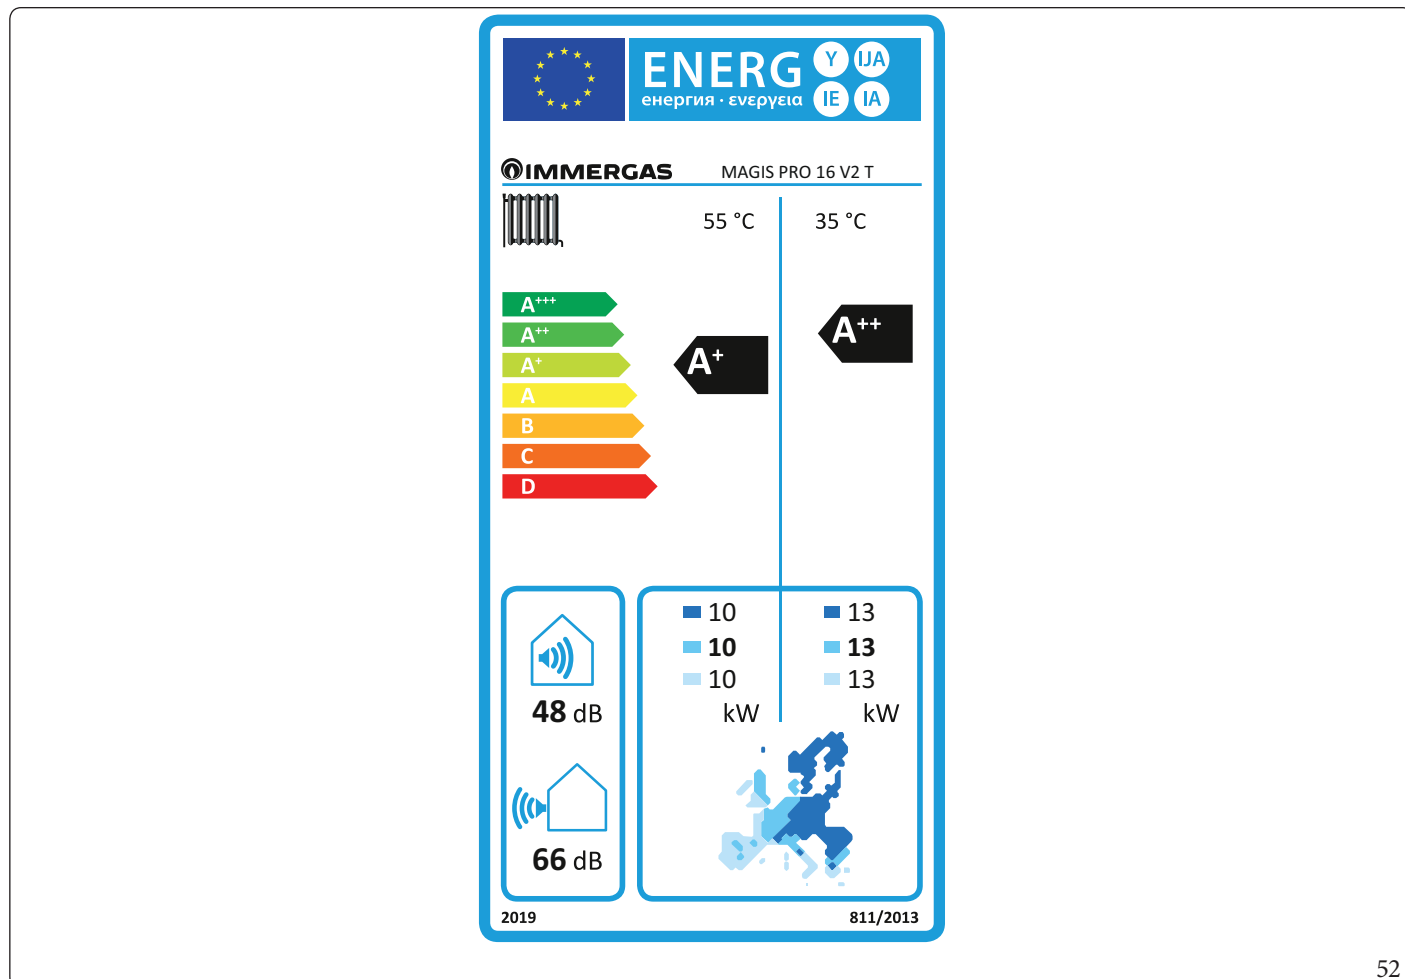 ENERG Y IJA
енергия · ενεργεια IE IA
IMMERGAS MAGIS PRO 16 V2 T
55 °C 35 °C
A+++
A++
A+
A
B
C
D
A+
A++
10 13
10 13
10 13
kW kW
48 dB
66 dB
2019 811/2013
52